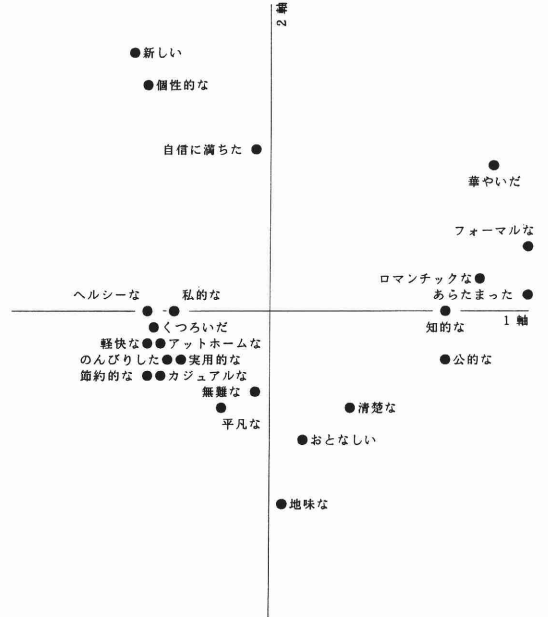 2 軸
新しい
個性的な
自信に満ちた
華やいだ
フォーマルな
ロマンチックな
ヘルシーな 私的な あらたまった
1 軸
くつろいだ 知的な
軽快な アットホームな
のんびりした 実用的な 公的な
節約的な カジュアルな
無難な
清楚な
平凡な
おとなしい
地味な